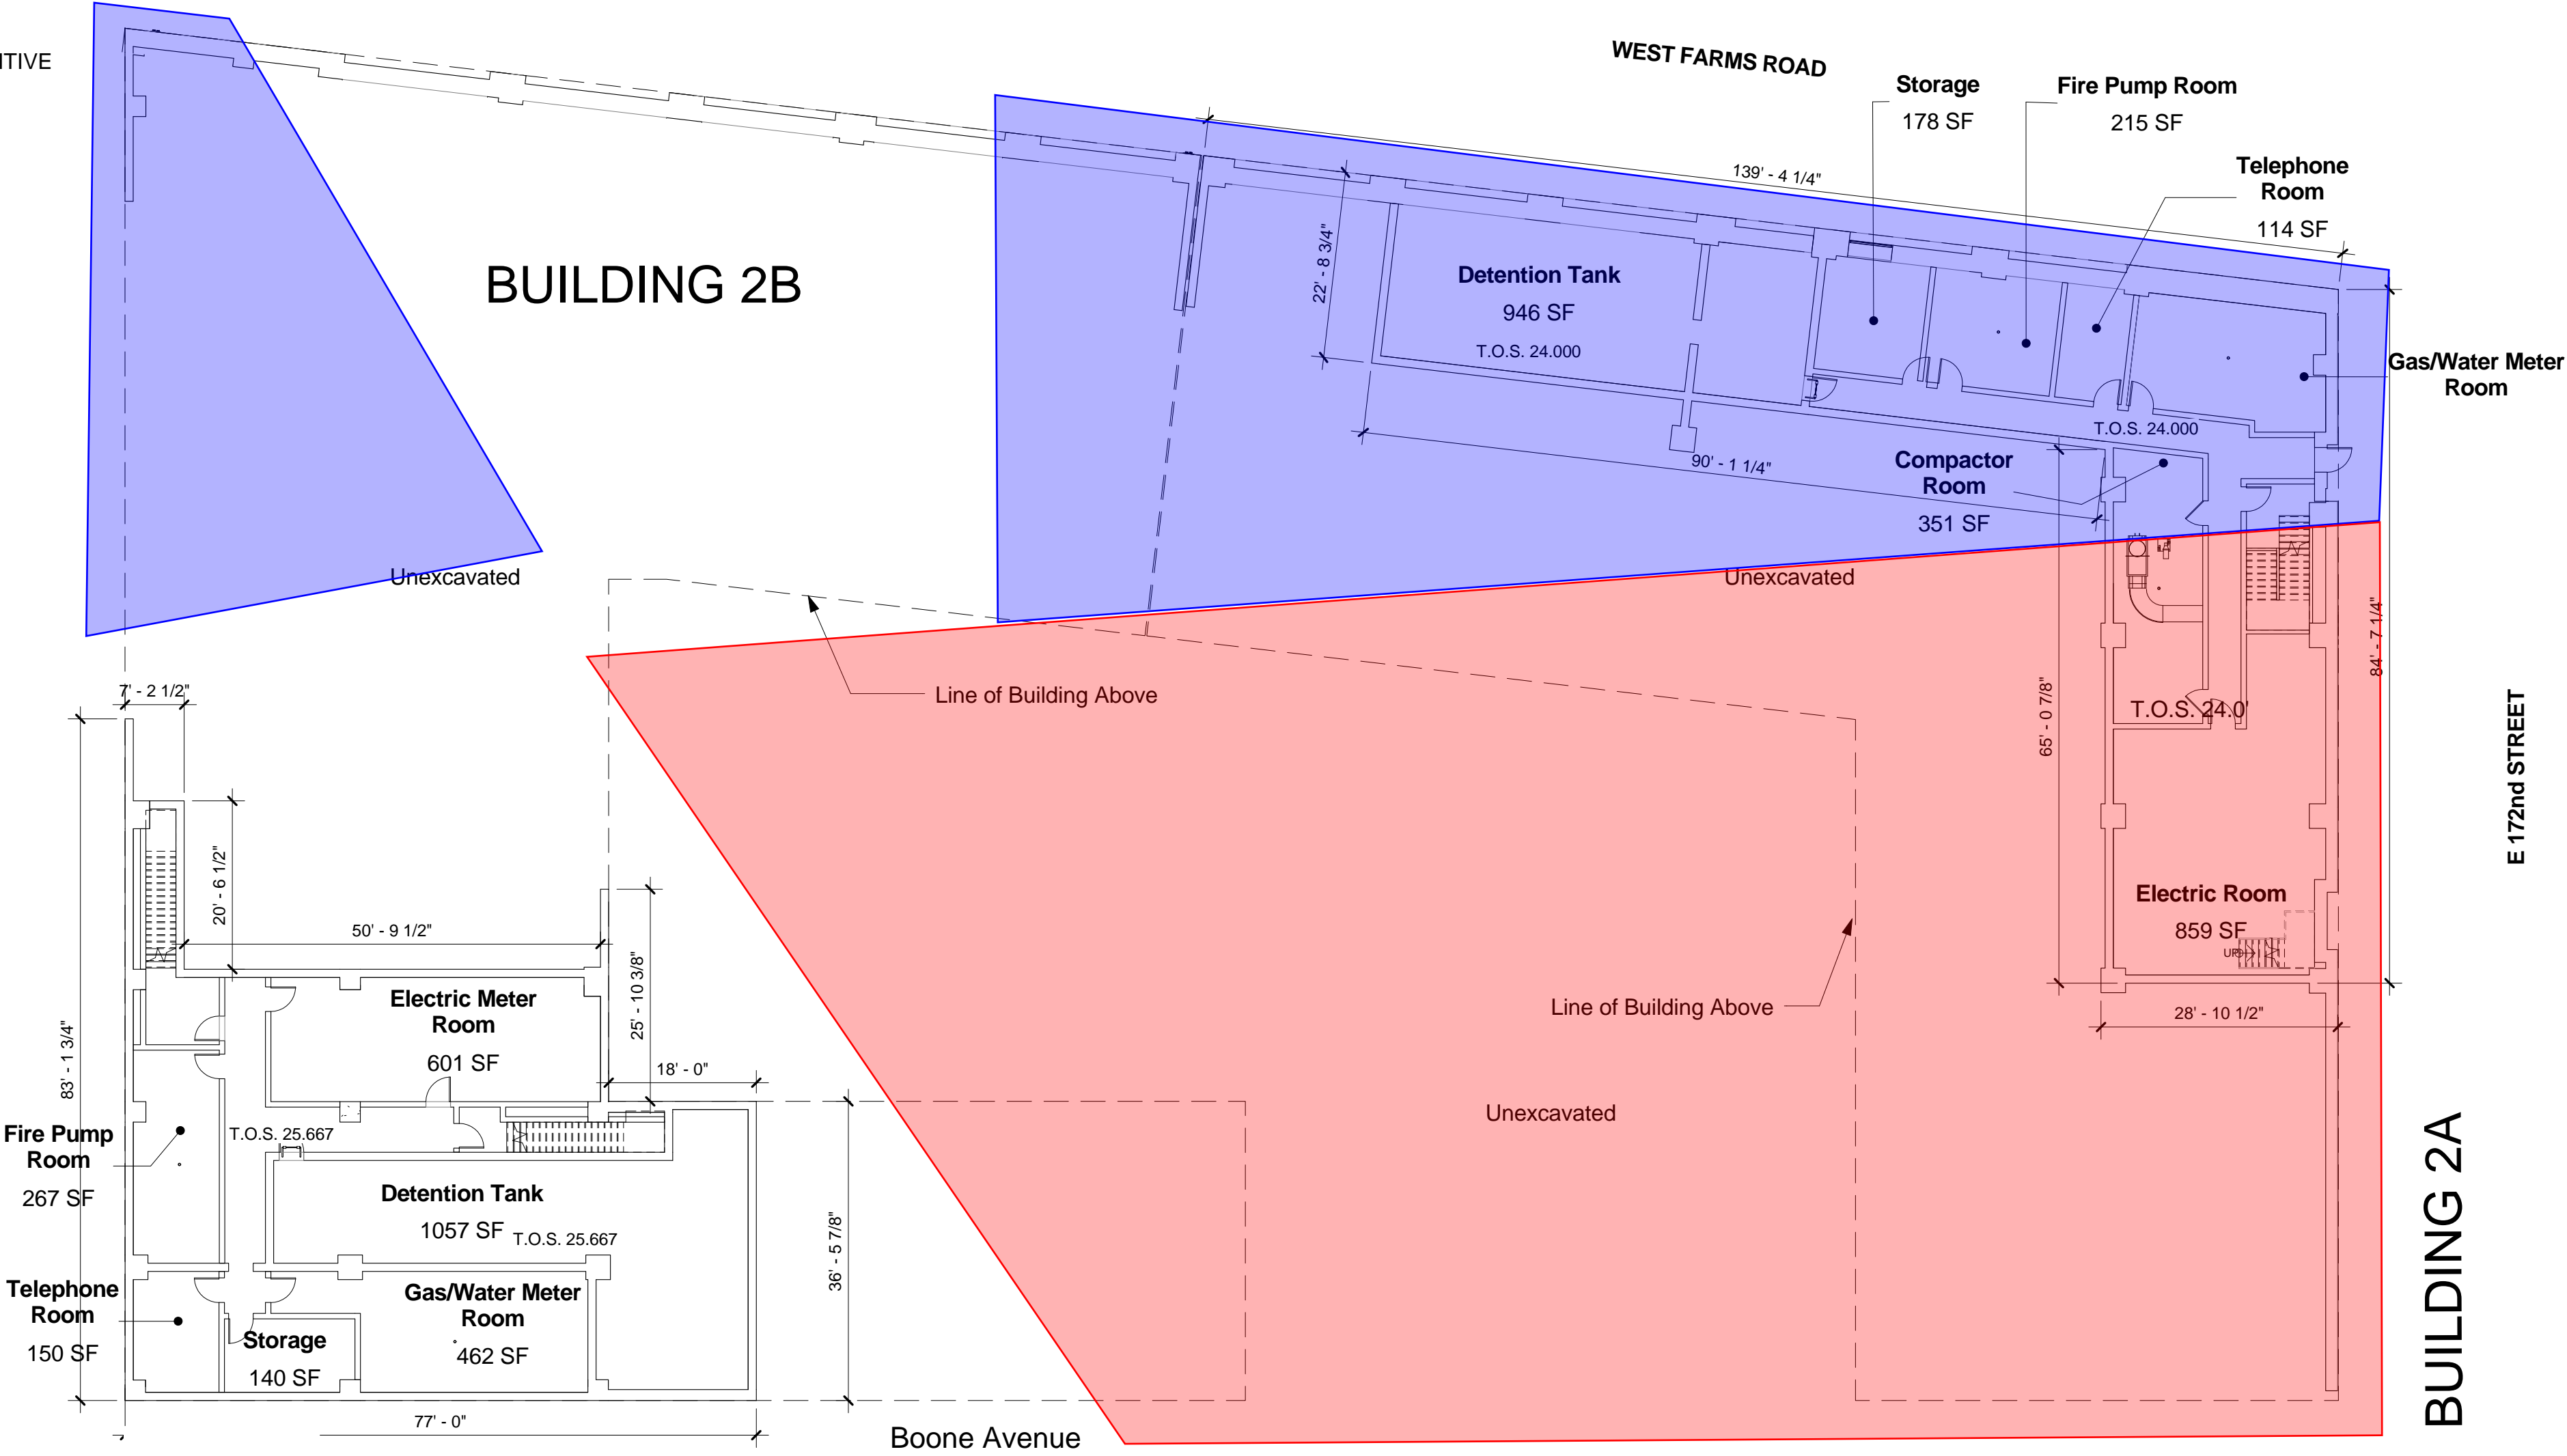 ITIVE
WEST FARMS ROAD
Storage
178 SF
Fire Pump Room
215 SF
Telephone
Room
114 SF
139' - 4 1/4"
22' - 8 3/4"
BUILDING 2B
Detention Tank
946 SF
T.O.S. 24.000
Gas/Water Meter
Room
T.O.S. 24.000
90' - 1 1/4"
Compactor
Room
351 SF
Unexcavated
Unexcavated
84' - 7 1/4"
7' - 2 1/2"
Line of Building Above
65' - 0 7/8"
T.O.S. 24.0'
E 172nd STREET
20' - 6 1/2"
50' - 9 1/2"
Electric Room
859 SF
UP
25' - 10 3/8"
Electric Meter
Room
601 SF
Line of Building Above
28' - 10 1/2"
83' - 1 3/4"
18' - 0"
Unexcavated
Fire Pump
Room
267 SF
T.O.S. 25.667
Detention Tank
1057 SF
T.O.S. 25.667
36' - 5 7/8"
BUILDING 2A
Telephone
Room
150 SF
Gas/Water Meter
Room
462 SF
Storage
140 SF
77' - 0"
Boone Avenue